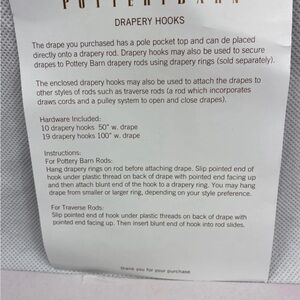 POTTERY BARN
DRAPERY HOOKS
The drape you purchased has a pole pocket top and can be placed
directly onto a drapery rod. Drapery hooks may also be used to secure
drapes to Pottery Barn drapery rods using drapery rings (sold separately).
The enclosed drapery hooks may also be used to attach the drapes to
other styles of rods such as traverse rods (a rod which incorporates
draws cords and a pulley system to open and close drapes).
Hardware Included:
10 drapery hooks 50" w. drape
19 drapery hooks 100" w. drape
Instructions:
For Pottery Barn Rods:
Hang drapery rings on rod before attaching drape. Slip pointed end of
hook under plastic thread on back of drape with pointed end facing up
and then attach blunt end of the hook to a drapery ring. You may hang
drape from smaller or larger ring, depending on your style preference.
For Traverse Rods:
Slip pointed end of hook under plastic threads on back of drape with
pointed end facing up. Then insert blunt end of hook into rod slides.
thank you for your purchase